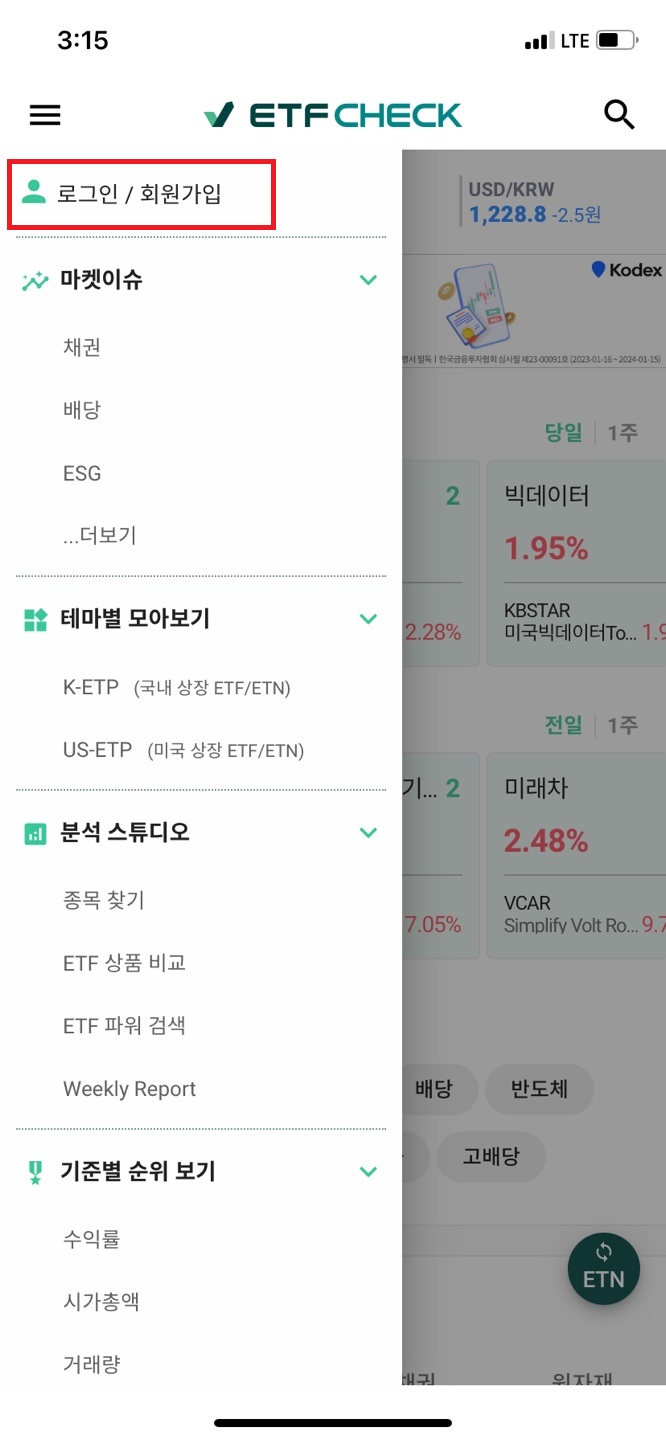 3:15
LTE
ETF CHECK
로그인 / 회원가입
USD/KRW
1,228.8 -2.5원
Kodex
명서 필독 | 한국금융투자협회 심사필 제23-00091호 (2023-01-16~2024-01-15)
마켓이슈
채권
배당
ESG
...더보기
당일 1주
2
빅데이터
1.95%
2.28%
KBSTAR
미국빅데이터To... 1.9
테마별 모아보기
K-ETP (국내 상장 ETF/ETN)
US-ETP (미국 상장 ETF/ETN)
전일 1주
기... 2
미래차
2.48%
7.05%
VCAR
Simplify Volt Ro... 9.7
분석 스튜디오
종목 찾기
ETF 상품 비교
ETF 파워 검색
Weekly Report
배당
반도체
고배당
기준별 순위 보기
수익률
시가총액
거래량
ETN